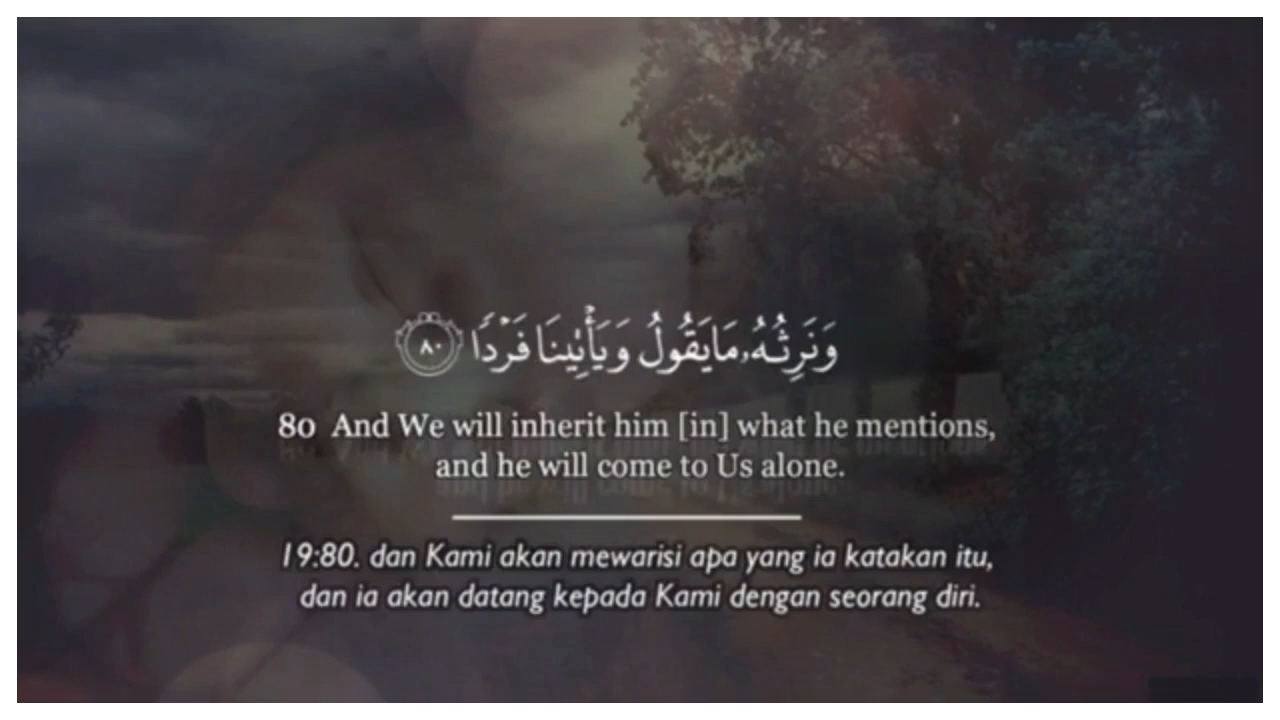 وَنَرِثُهُۥ مَا يَقُولُ وَيَأْتِينَا فَرْدًا ٨٠
80 And We will inherit him [in] what he mentions,
and he will come to Us alone.
19:80. dan Kami akan mewarisi apa yang ia katakan itu,
dan ia akan datang kepada Kami dengan seorang diri.